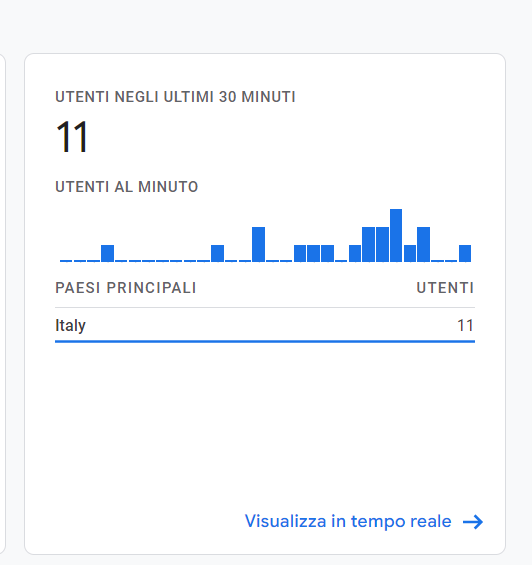 UTENTI NEGLI ULTIMI 30 MINUTI
11
UTENTI AL MINUTO
PAESI PRINCIPALI UTENTI
Italy 11
Visualizza in tempo reale